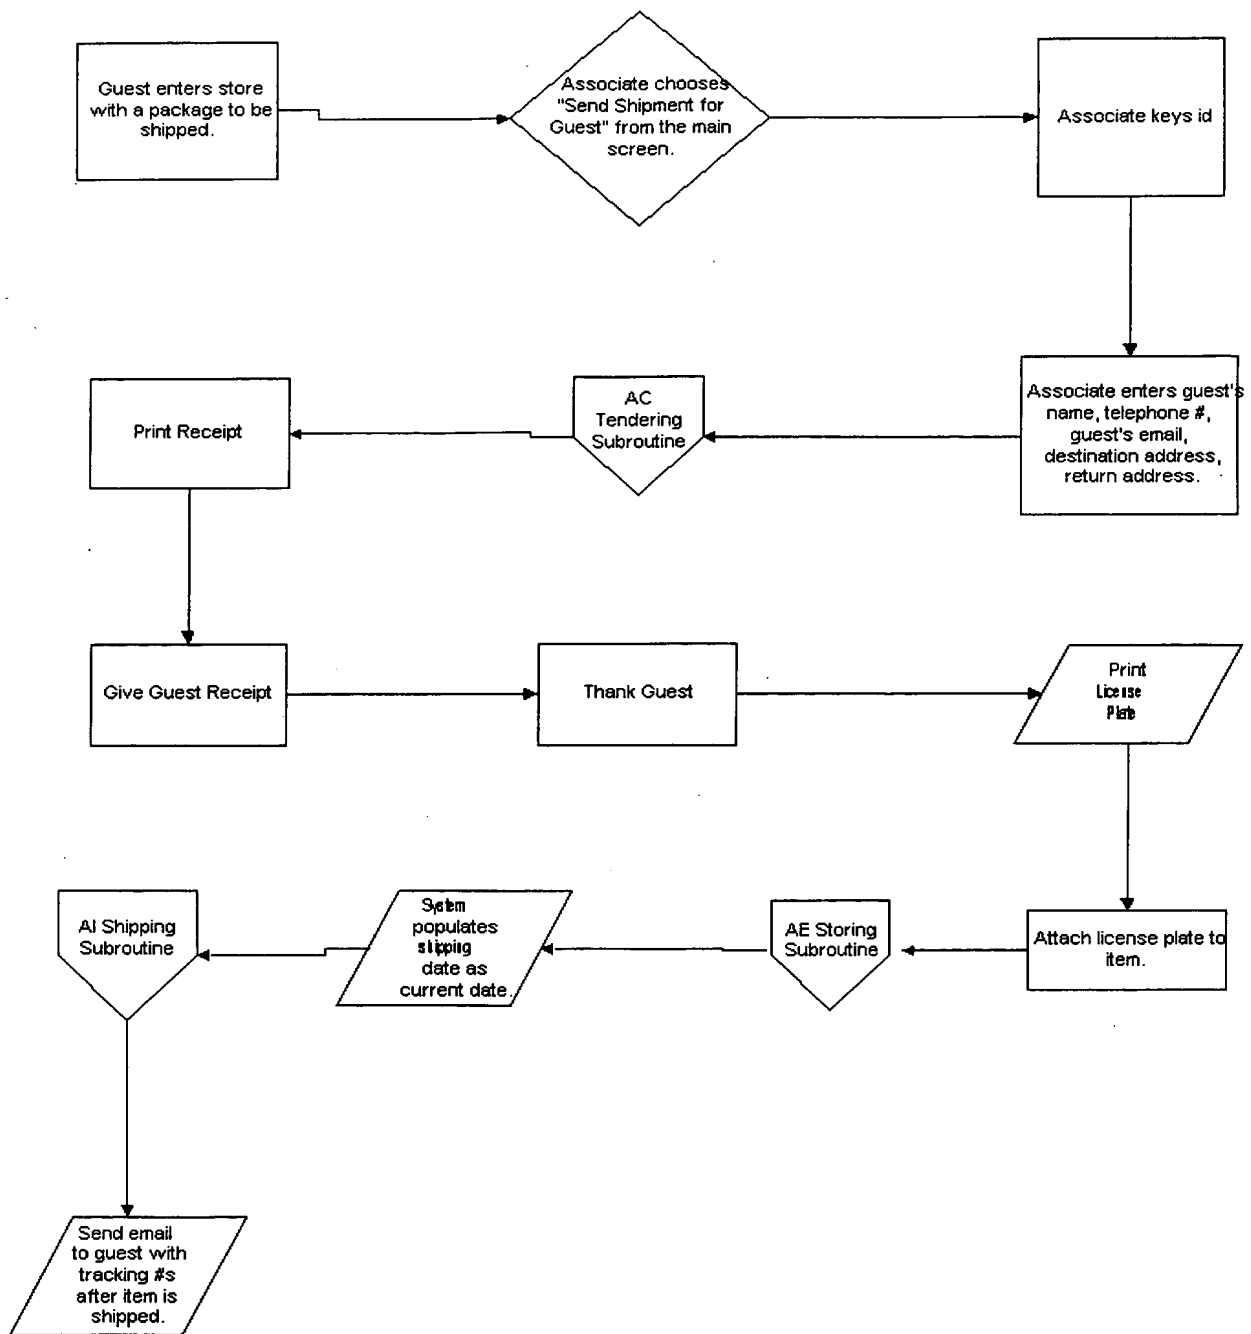 Guest enters store
with a package to be
shipped.
Associate chooses
"Send Shipment for
Guest" from the main
screen.
Associate keys id
Associate enters guest's
name, telephone #,
guest's email,
destination address,
return address.
AC
Tendering
Subroutine
Print Receipt
Give Guest Receipt
Thank Guest
Print
License
Plate
Attach license plate to
item.
AE Storing
Subroutine
System
populates
shipping
date as
current date.
AI Shipping
Subroutine
Send email
to guest with
tracking #s
after item is
shipped.